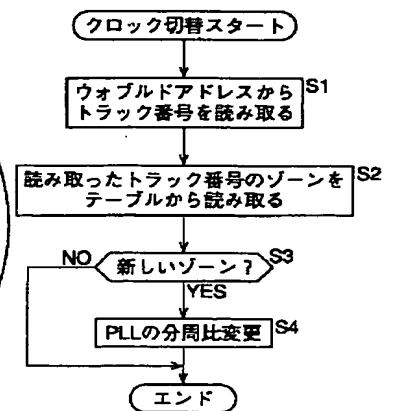 クロック切替スタート
ウォブルドアドレスから S1
トラック番号を読み取る
読み取ったトラック番号のゾーンを S2
テーブルから読み取る
NO 新しいゾーン? S3
YES
PLLの分周比変更 S4
エンド